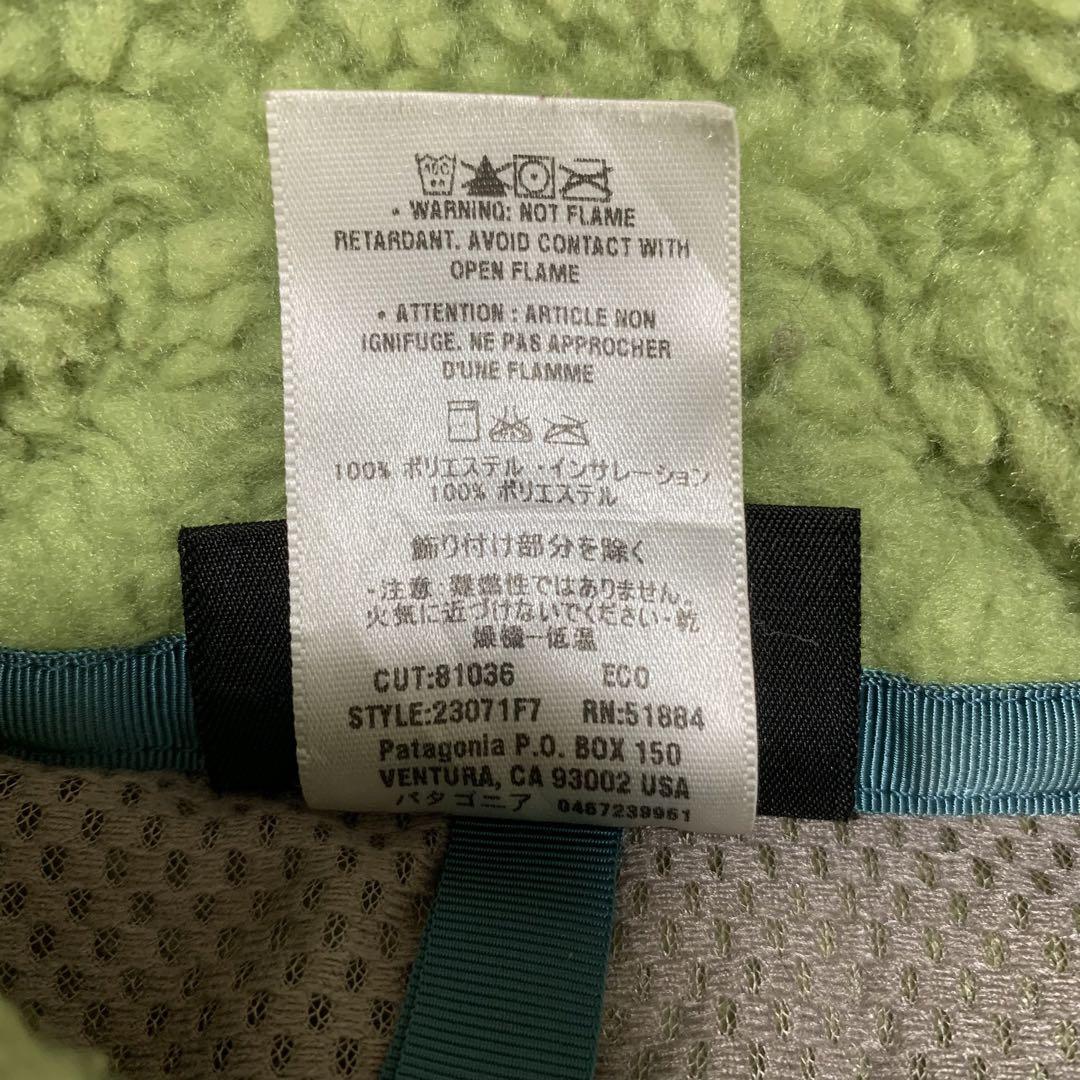 40C
• WARNING: NOT FLAME
RETARDANT. AVOID CONTACT WITH
OPEN FLAME
• ATTENTION : ARTICLE NON
IGNIFUGE. NE PAS APPROCHER
D'UNE FLAMME
100% ポリエステル ・インサレーション
100% ポリエステル
飾り付け部分を除く
・注意・難燃性ではありません。
火気に近づけないでください・乾
燥機ー低温
CUT:81036 ECO
STYLE:23071F7 RN:51884
Patagonia P.O. BOX 150
VENTURA, CA 93002 USA
パタゴニア 0457239951